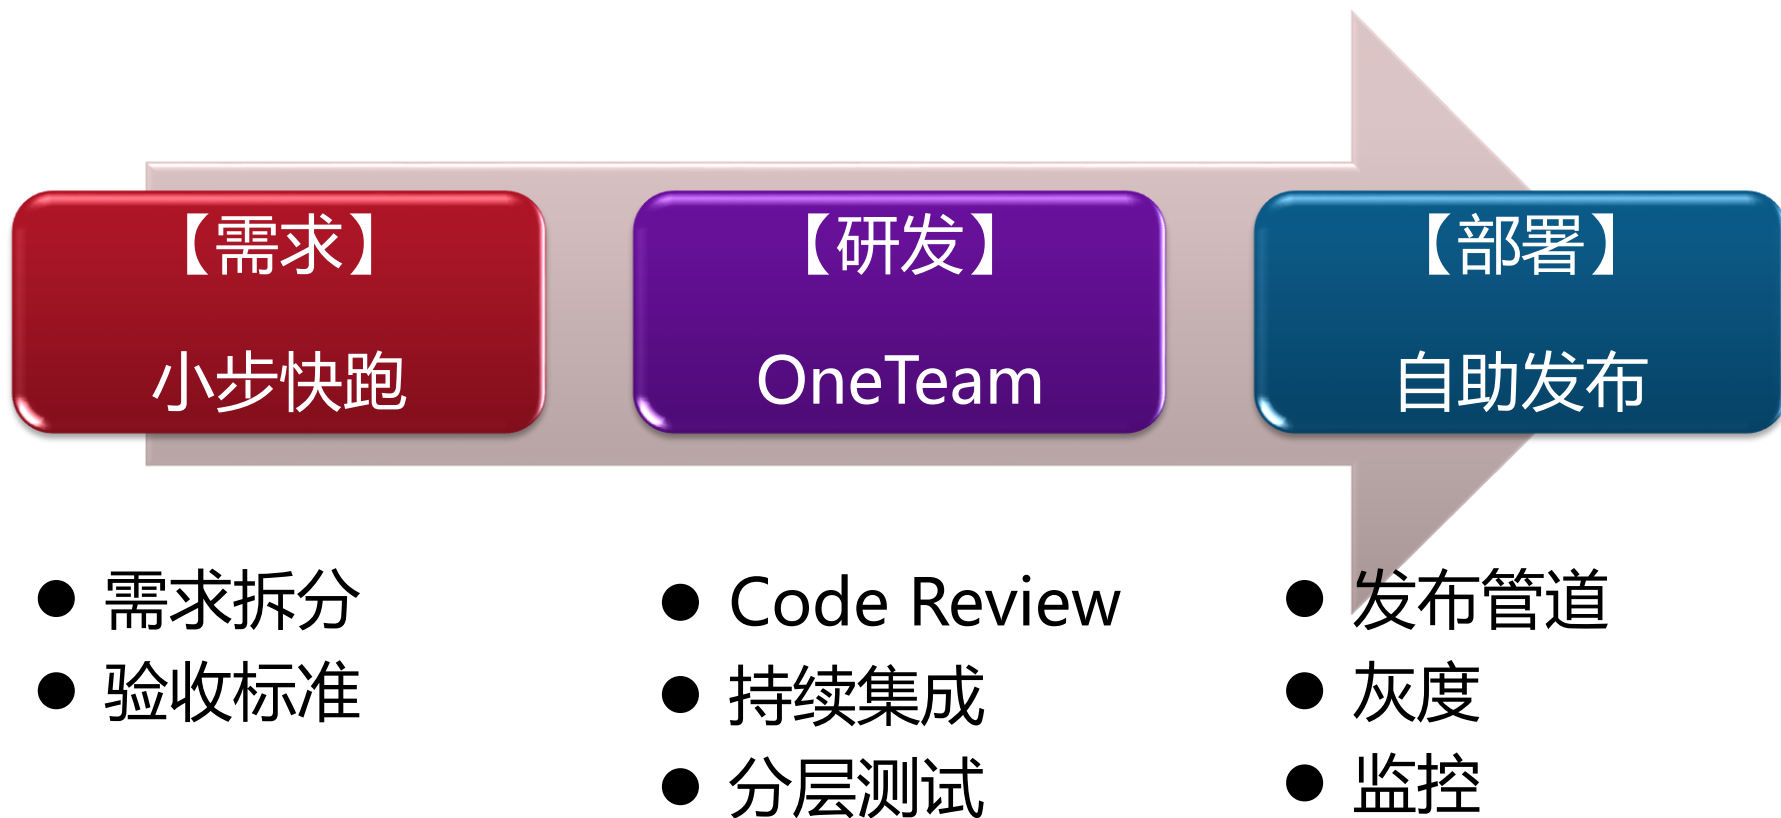 【需求】
小步快跑
【研发】
OneTeam
【部署】
自助发布
● 需求拆分
● 验收标准
● Code Review
● 持续集成
● 分层测试
● 发布管道
● 灰度
● 监控